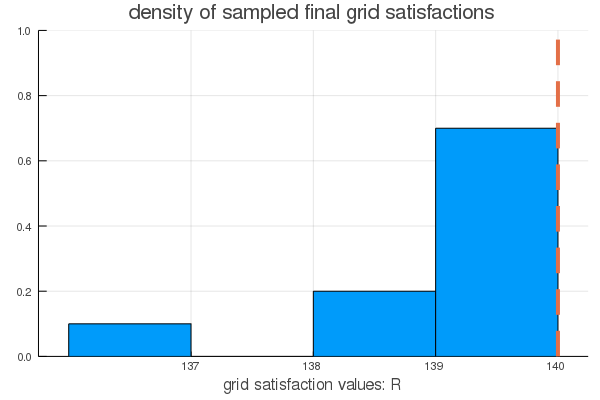 density of sampled final grid satisfactions
1.0
0.8
0.6
0.4
0.2
0.0
137 138 139 140
grid satisfaction values: R